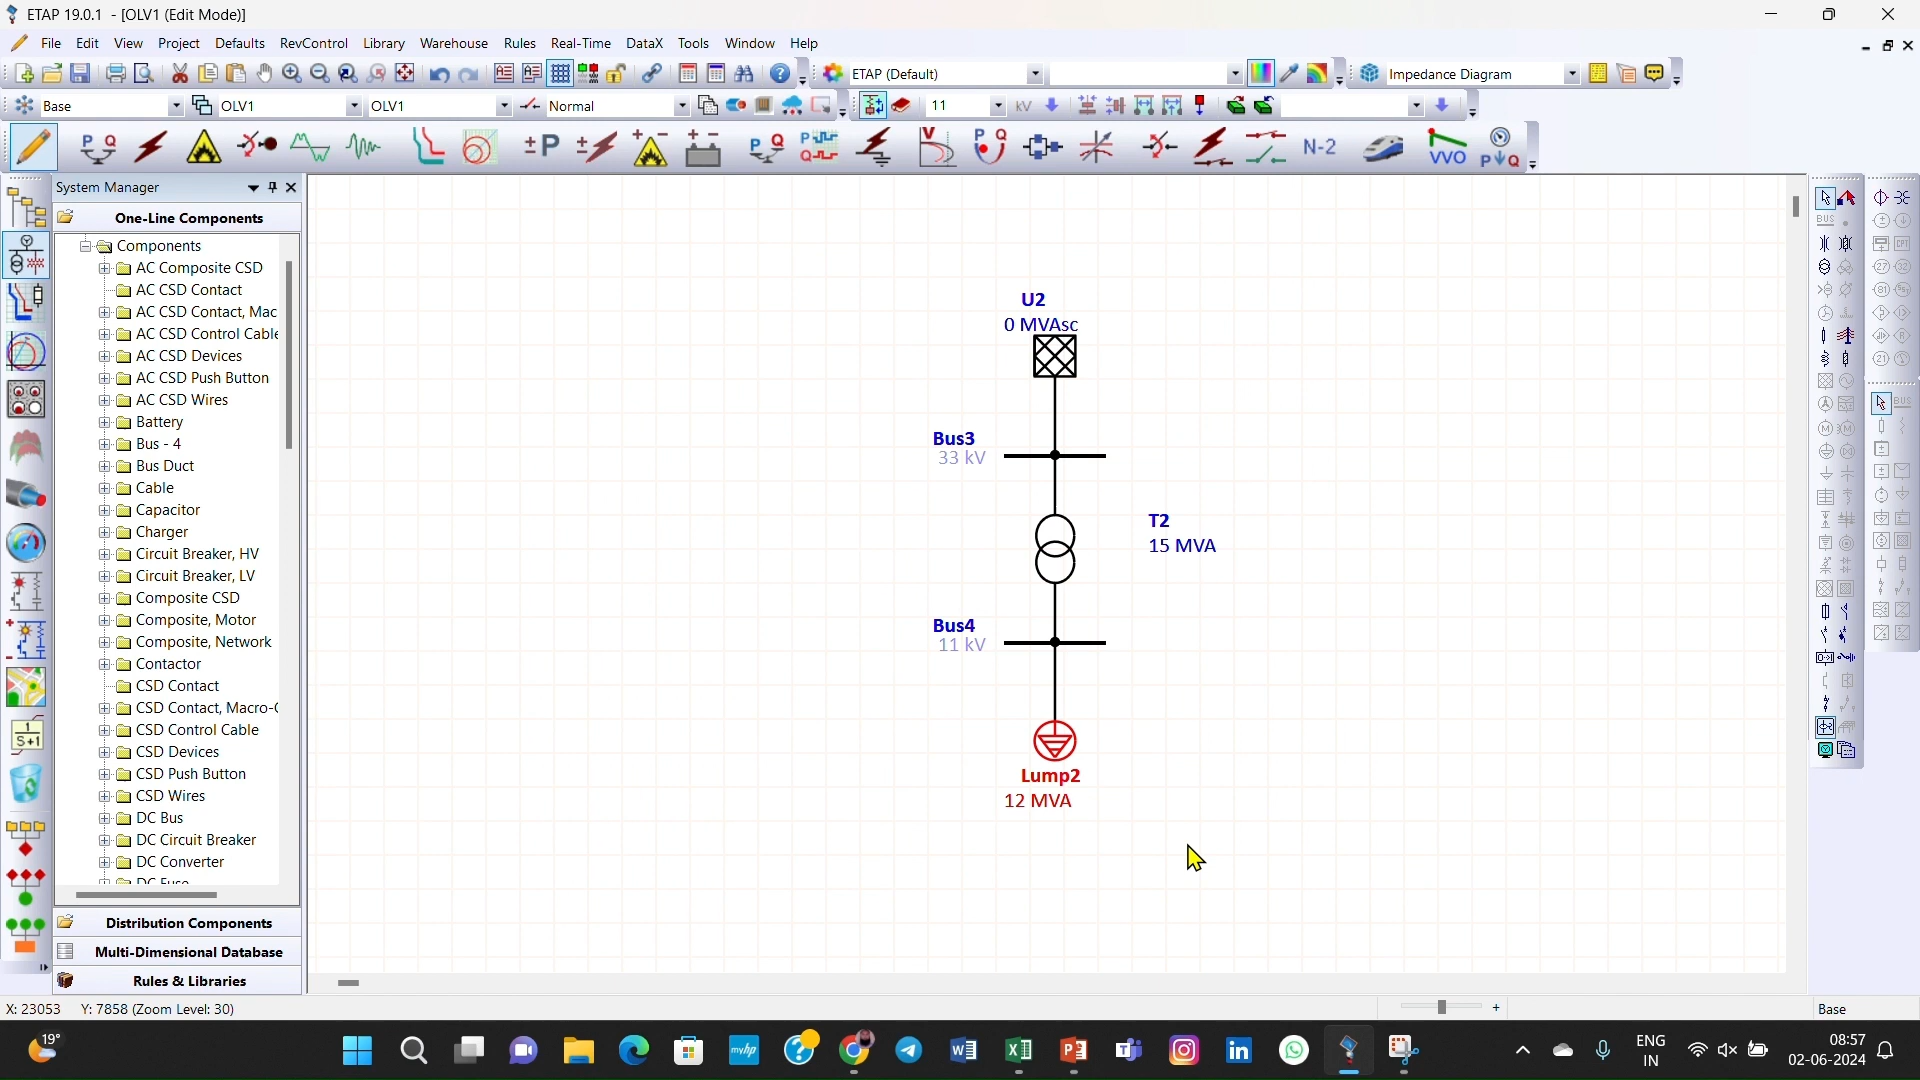 ETAP 19.0.1 - [OLV1 (Edit Mode)]
File Edit View Project Defaults RevControl Library Warehouse Rules Real-Time DataX Tools Window Help
ETAP (Default) Impedance Diagram
Base OLV1 OLV1 Normal 11 kV
N-2 VVO
System Manager
One-Line Components
Components
AC Composite CSD
AC CSD Contact
AC CSD Contact, Mac
AC CSD Control Cable
AC CSD Devices
AC CSD Push Button
AC CSD Wires
Battery
Bus - 4
Bus Duct
Cable
Capacitor
Charger
Circuit Breaker, HV
Circuit Breaker, LV
Composite CSD
Composite, Motor
Composite, Network
Contactor
CSD Contact
CSD Contact, Macro-
CSD Control Cable
CSD Devices
CSD Push Button
CSD Wires
DC Bus
DC Circuit Breaker
DC Converter
DC Fuse
Distribution Components
Multi-Dimensional Database
Rules & Libraries
U2
0 MVAsc
Bus3
33 kV
T2
15 MVA
Bus4
11 kV
Lump2
12 MVA
X: 23053 Y: 7858 (Zoom Level: 30)
Base
19°
ENG
IN
08:57
02-06-2024